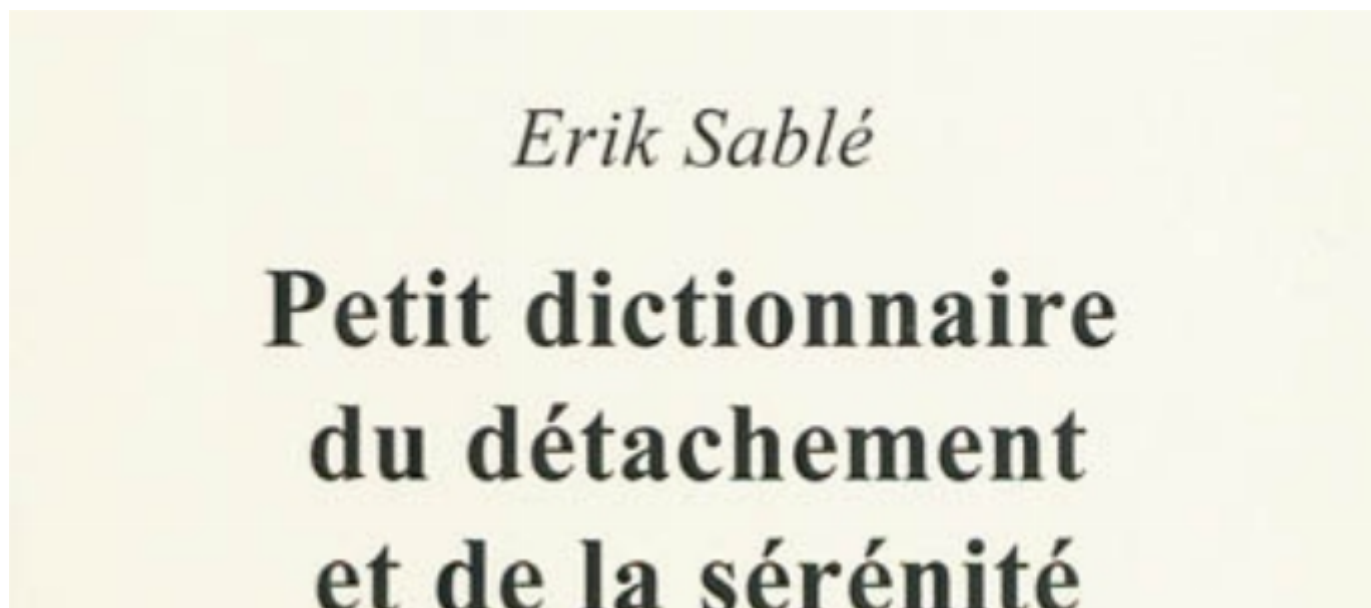 Erik Sablé
Petit dictionnaire
du détachement
et de la sérénité